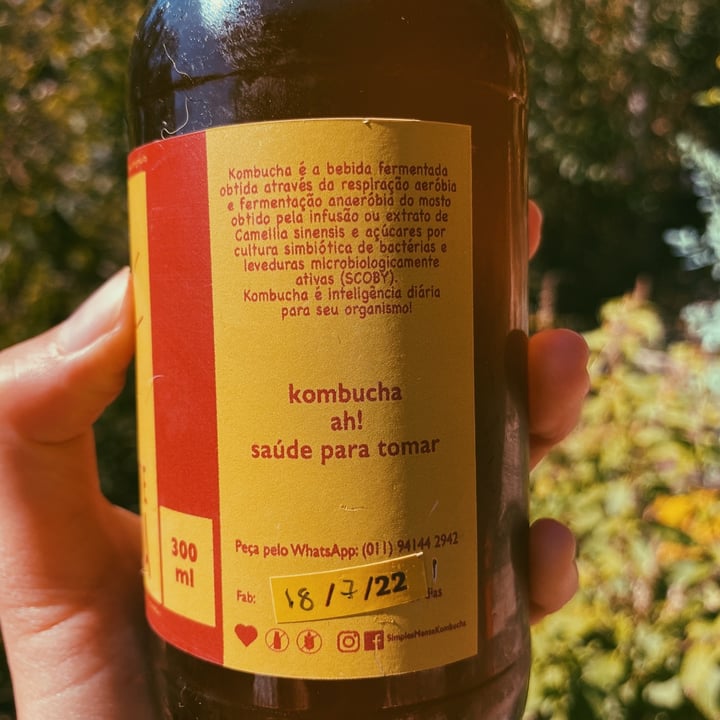 Kombucha é a bebida fermentada
obtida através da respiração aeróbia
e fermentação anaeróbia do mosto
obtido pela infusão ou extrato de
Camellia sinensis e açúcares por
cultura simbiótica de bactérias e
leveduras microbiologicamente
ativas (SCOBY).
Kombucha é inteligência diária
para seu organismo!
kombucha
ah!
saúde para tomar
300
ml
Peça pelo WhatsApp: (011) 94144 2942
Fab: 18/7/22